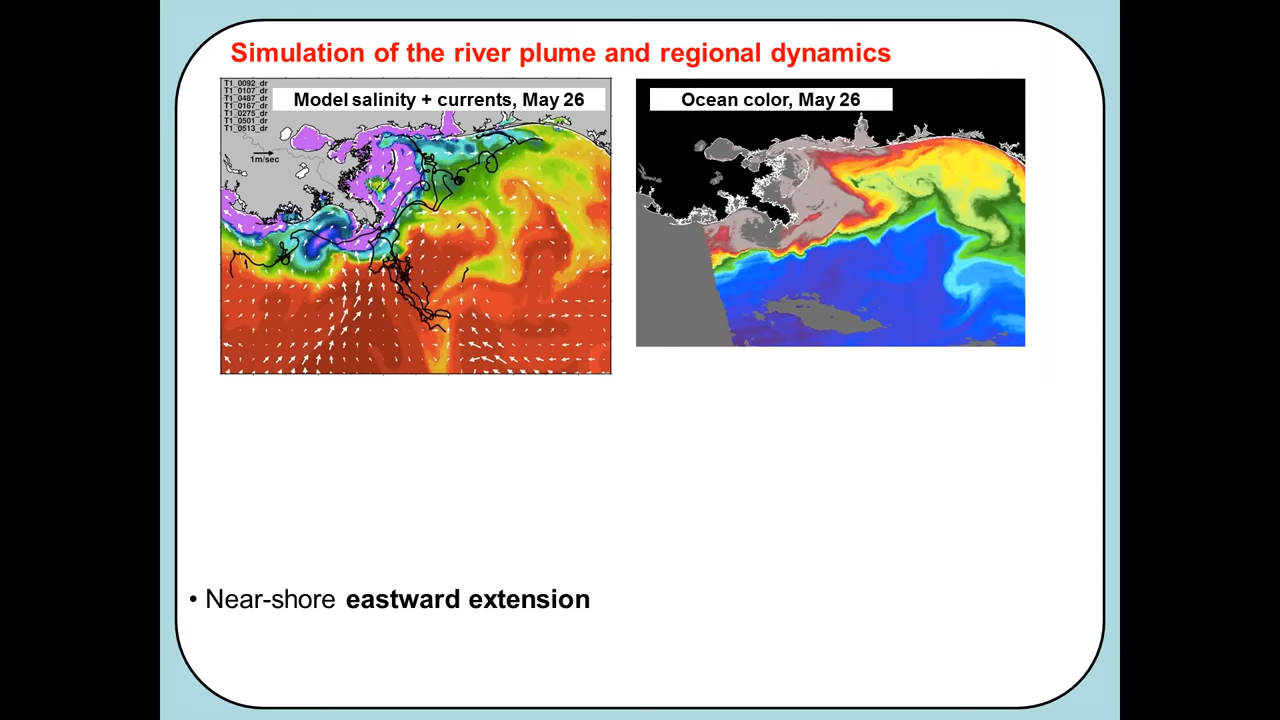 Simulation of the river plume and regional dynamics
T1_0092_dr
T1_0107_dr
T1_0487_dr
T1_0167_dr
T1_0275_dr
T1_0501_dr
T1_0513_dr
Model salinity + currents, May 26
1m/sec
Ocean color, May 26
• Near-shore eastward extension